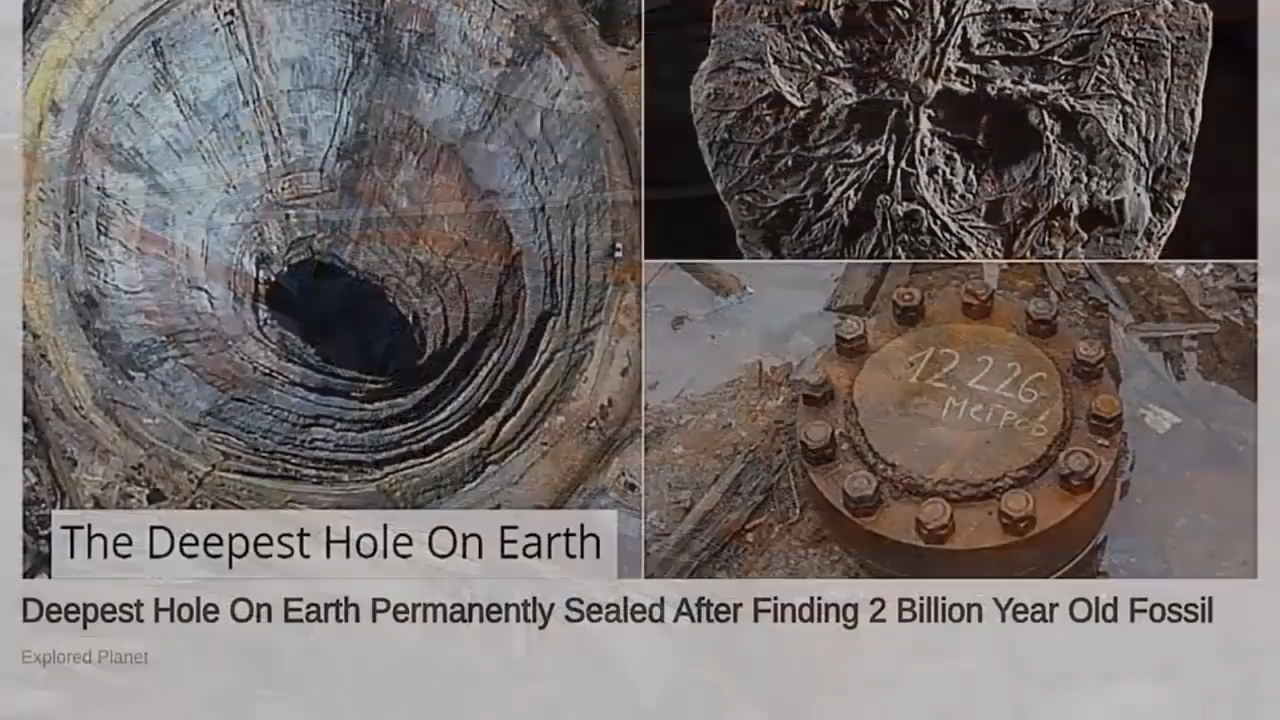 12.226
метров
The Deepest Hole On Earth
Deepest Hole On Earth Permanently Sealed After Finding 2 Billion Year Old Fossil
Explored Planet